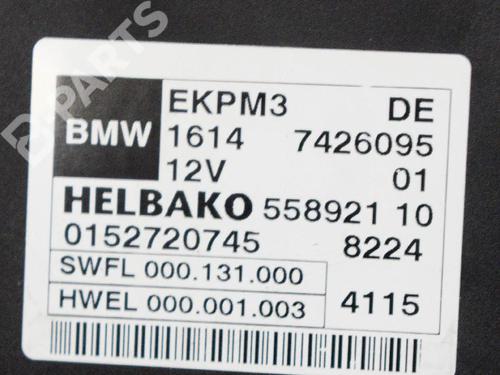 EKPM3 DE
BMW 1614 7426095
12V 01
HELBAKO 558921 10
0152720745 8224
SWFL 000.131.000
HWEL 000.001.003 4115